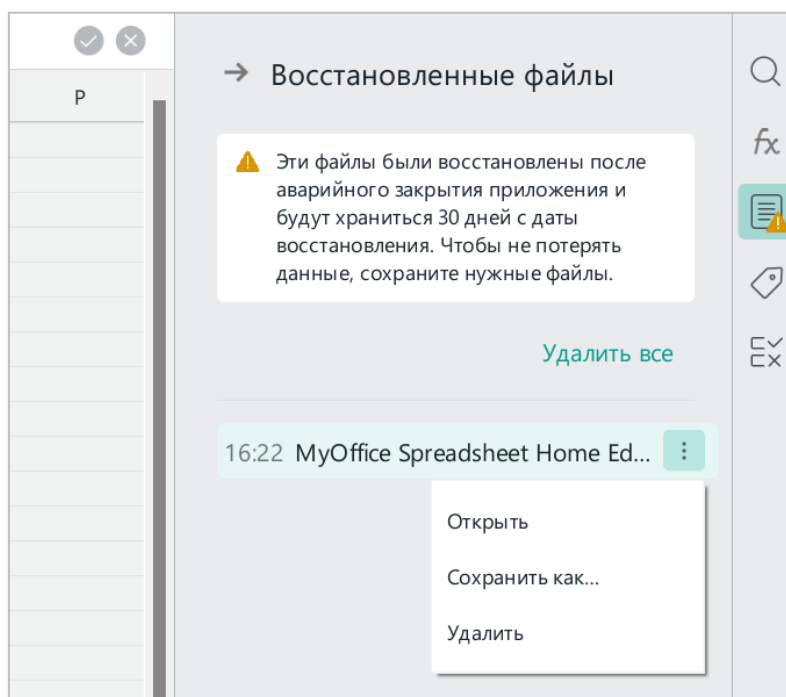 P
Восстановленные файлы
Эти файлы были восстановлены после
аварийного закрытия приложения и
будут храниться 30 дней с даты
восстановления. Чтобы не потерять
данные, сохраните нужные файлы.
Удалить все
16:22 MyOffice Spreadsheet Home Ed...
Открыть
Сохранить как...
Удалить
fx